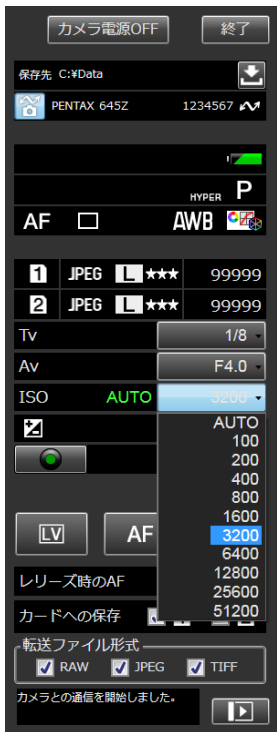 カメラ電源OFF 終了
保存先 C:¥Data
PENTAX 645Z 1234567
HYPER P
AF AWB
1 JPEG L ★★★ 99999
2 JPEG L ★★★ 99999
Tv 1/8
Av F4.0
ISO AUTO 3200
AUTO
100
200
400
800
1600
3200
6400
12800
25600
51200
LV AF
レリーズ時のAF
カードへの保存
転送ファイル形式
RAW JPEG TIFF
カメラとの通信を開始しました。